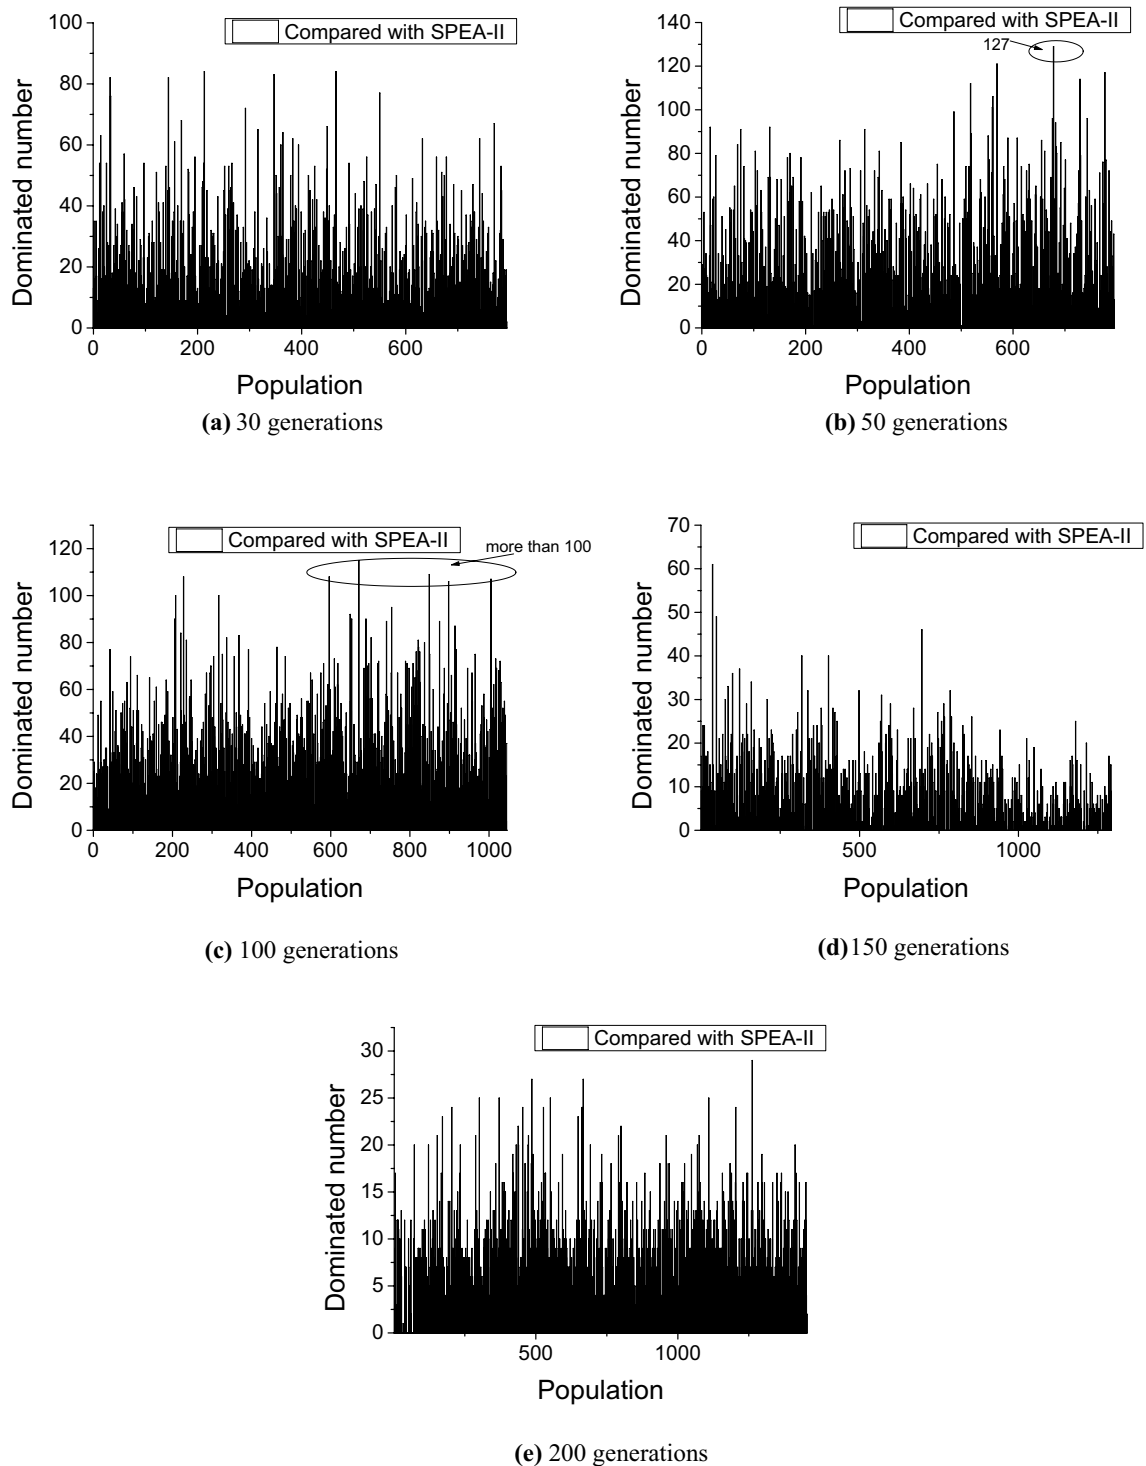 Compared with SPEA-II
100
80
60
40
20
0
Dominated number
0 200 400 600
Population
(a) 30 generations
Compared with SPEA-II
127
140
120
100
80
60
40
20
0
Dominated number
0 200 400 600
Population
(b) 50 generations
Compared with SPEA-II
more than 100
120
100
80
60
40
20
0
Dominated number
0 200 400 600 800 1000
Population
(c) 100 generations
Compared with SPEA-II
70
60
50
40
30
20
10
0
Dominated number
500 1000
Population
(d)150 generations
Compared with SPEA-II
30
25
20
15
10
5
0
Dominated number
500 1000
Population
(e) 200 generations